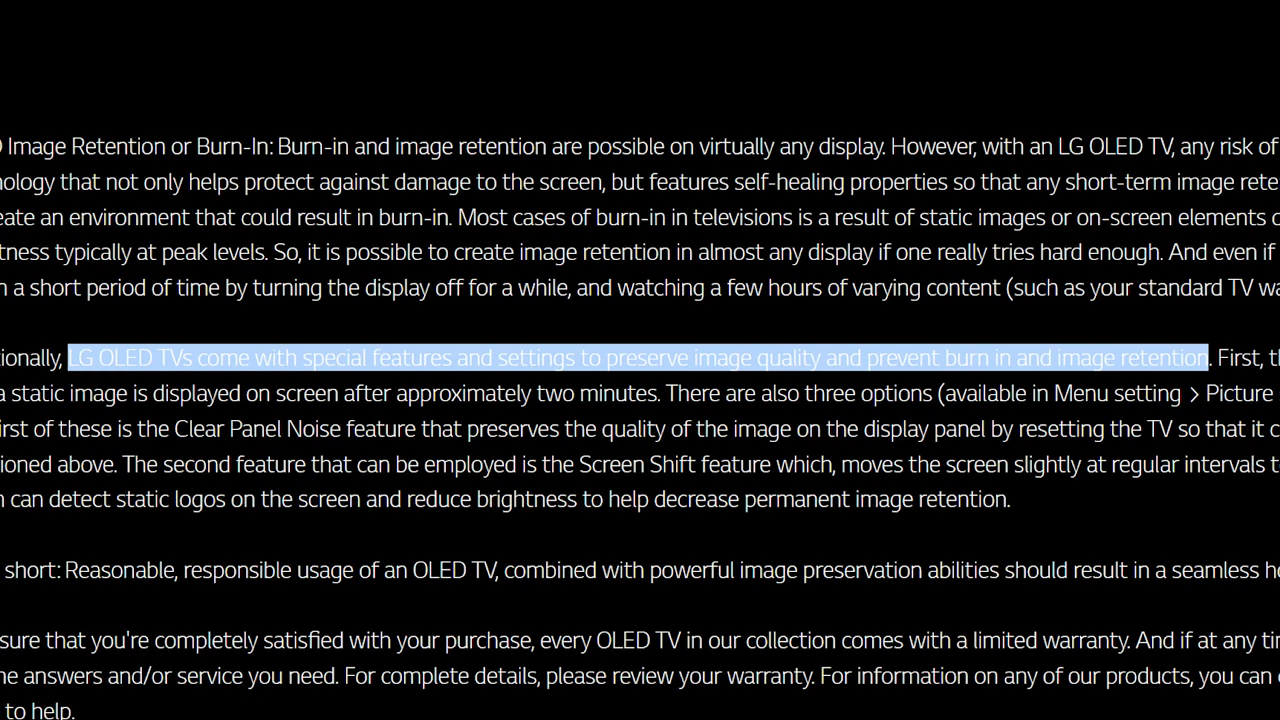 Image Retention or Burn-In: Burn-in and image retention are possible on virtually any display. However, with an LG OLED TV, any risk of
nology that not only helps protect against damage to the screen, but features self-healing properties so that any short-term image rete
eate an environment that could result in burn-in. Most cases of burn-in in televisions is a result of static images or on-screen elements
tness typically at peak levels. So, it is possible to create image retention in almost any display if one really tries hard enough. And even if
n a short period of time by turning the display off for a while, and watching a few hours of varying content (such as your standard TV wa
ionally, LG OLED TVs come with special features and settings to preserve image quality and prevent burn in and image retention. First, th
a static image is displayed on screen after approximately two minutes. There are also three options (available in Menu setting > Picture
irst of these is the Clear Panel Noise feature that preserves the quality of the image on the display panel by resetting the TV so that it c
ioned above. The second feature that can be employed is the Screen Shift feature which, moves the screen slightly at regular intervals t
n can detect static logos on the screen and reduce brightness to help decrease permanent image retention.
short: Reasonable, responsible usage of an OLED TV, combined with powerful image preservation abilities should result in a seamless ho
sure that you're completely satisfied with your purchase, every OLED TV in our collection comes with a limited warranty. And if at any tim
he answers and/or service you need. For complete details, please review your warranty. For information on any of our products, you can
to help.